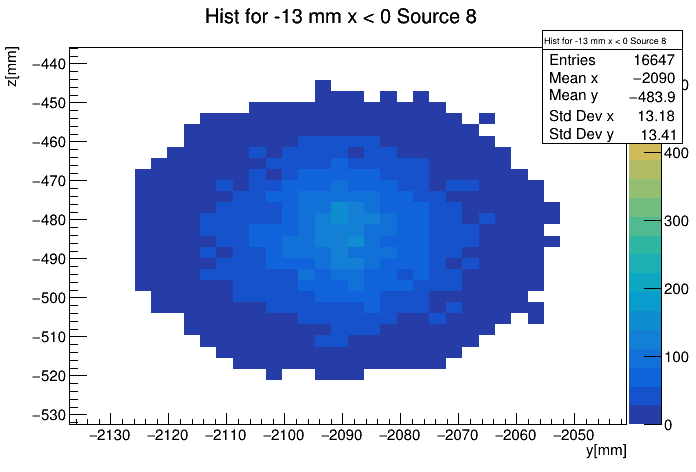 Hist for -13 mm x < 0 Source 8
z[mm]
−440
−450
−460
−470
−480
−490
−500
−510
−520
−530
−2130 −2120 −2110 −2100 −2090 −2080 −2070 −2060 −2050
y[mm]
Hist for -13 mm x < 0 Source 8
Entries 16647
Mean x −2090
Mean y −483.9
Std Dev x 13.18
Std Dev y 13.41
0
400
300
200
100
0